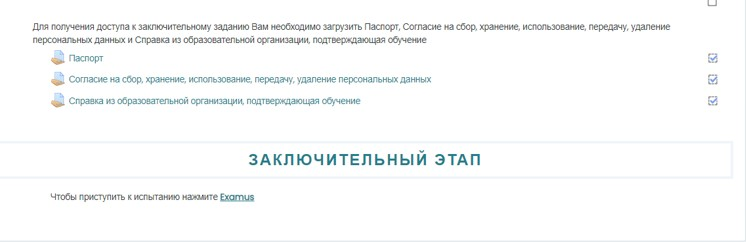 Для получения доступа к заключительному заданию Вам необходимо загрузить Паспорт, Согласие на сбор, хранение, использование, передачу, удаление
персональных данных и Справка из образовательной организации, подтверждающая обучение
Паспорт
Согласие на сбор, хранение, использование, передачу, удаление персональных данных
Справка из образовательной организации, подтверждающая обучение
ЗАКЛЮЧИТЕЛЬНЫЙ ЭТАП
Чтобы приступить к испытанию нажмите Examus